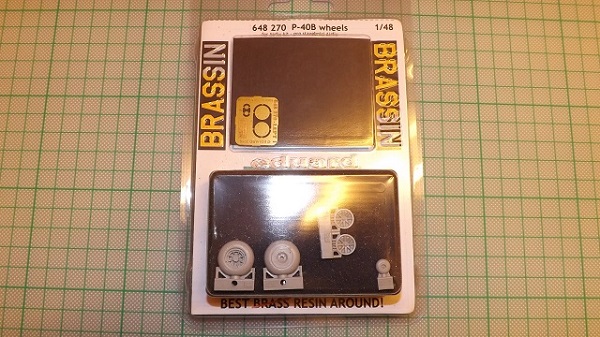 648 270 P-40B wheels 1/48
BRASSIN
BRASSIN
eduard
BEST BRASS RESIN AROUND!